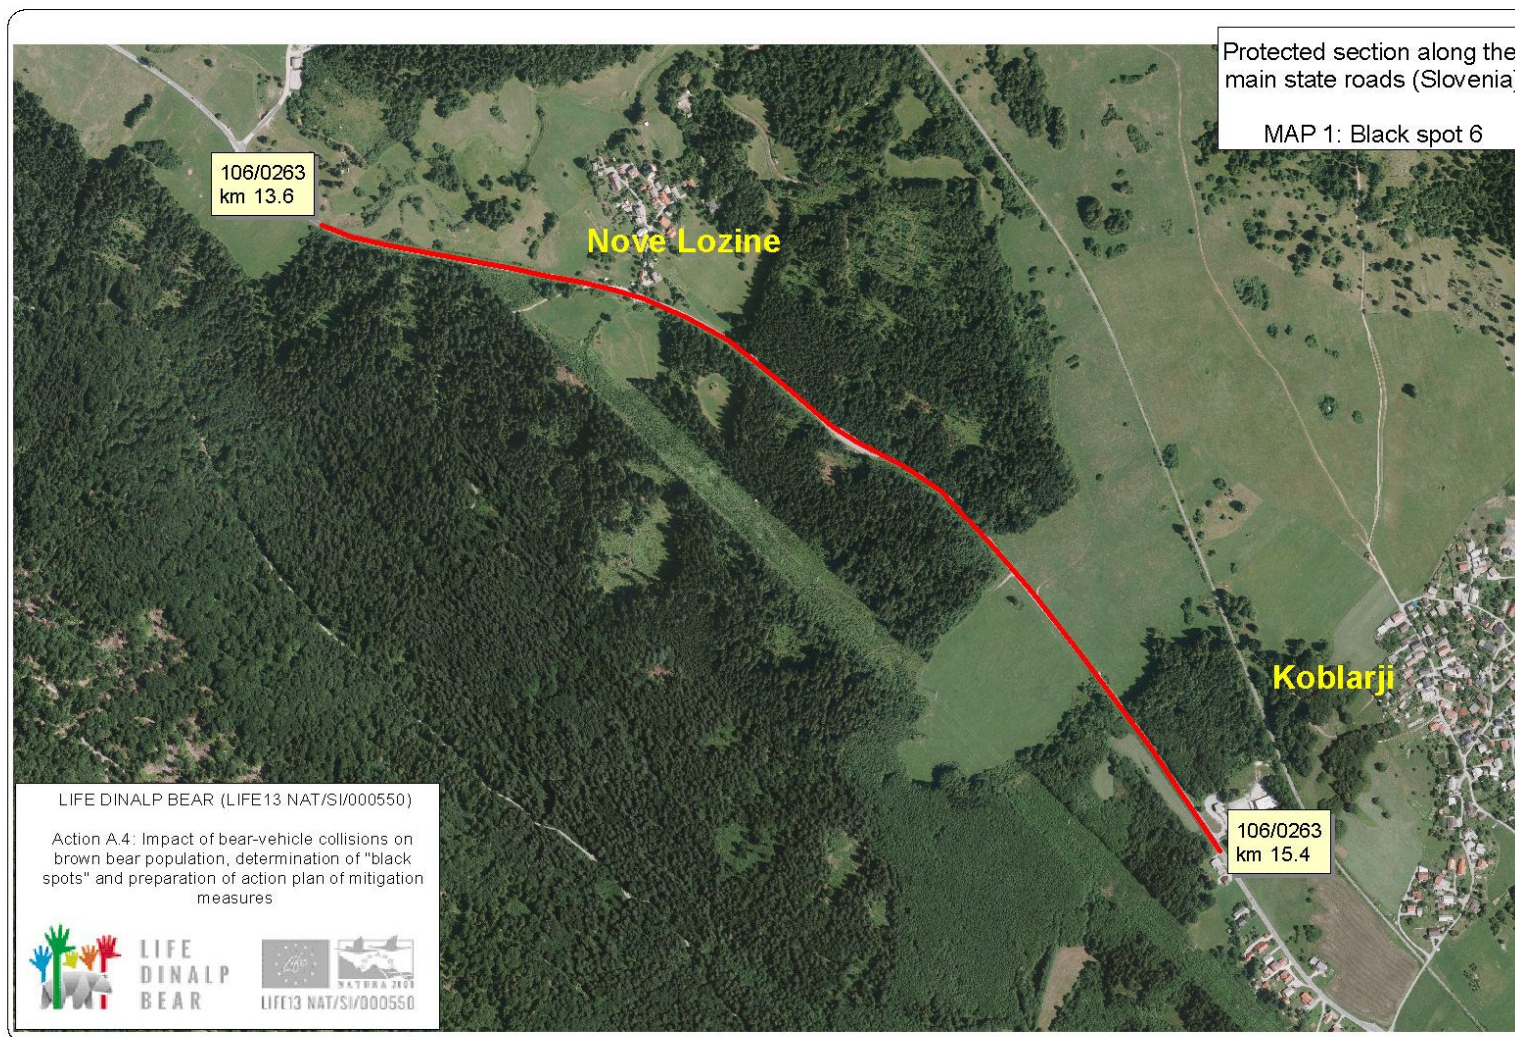 Protected section along the
main state roads (Slovenia)
MAP 1: Black spot 6
106/0263
km 13.6
Nove Lozine
Koblarji
106/0263
km 15.4
LIFE DINALP BEAR (LIFE13 NAT/SI/000550)
Action A.4: Impact of bear-vehicle collisions on
brown bear population, determination of "black
spots" and preparation of action plan of mitigation
measures
LIFE
DINALP
BEAR
Life
NATURA 2000
LIFE13 NAT/SI/000550